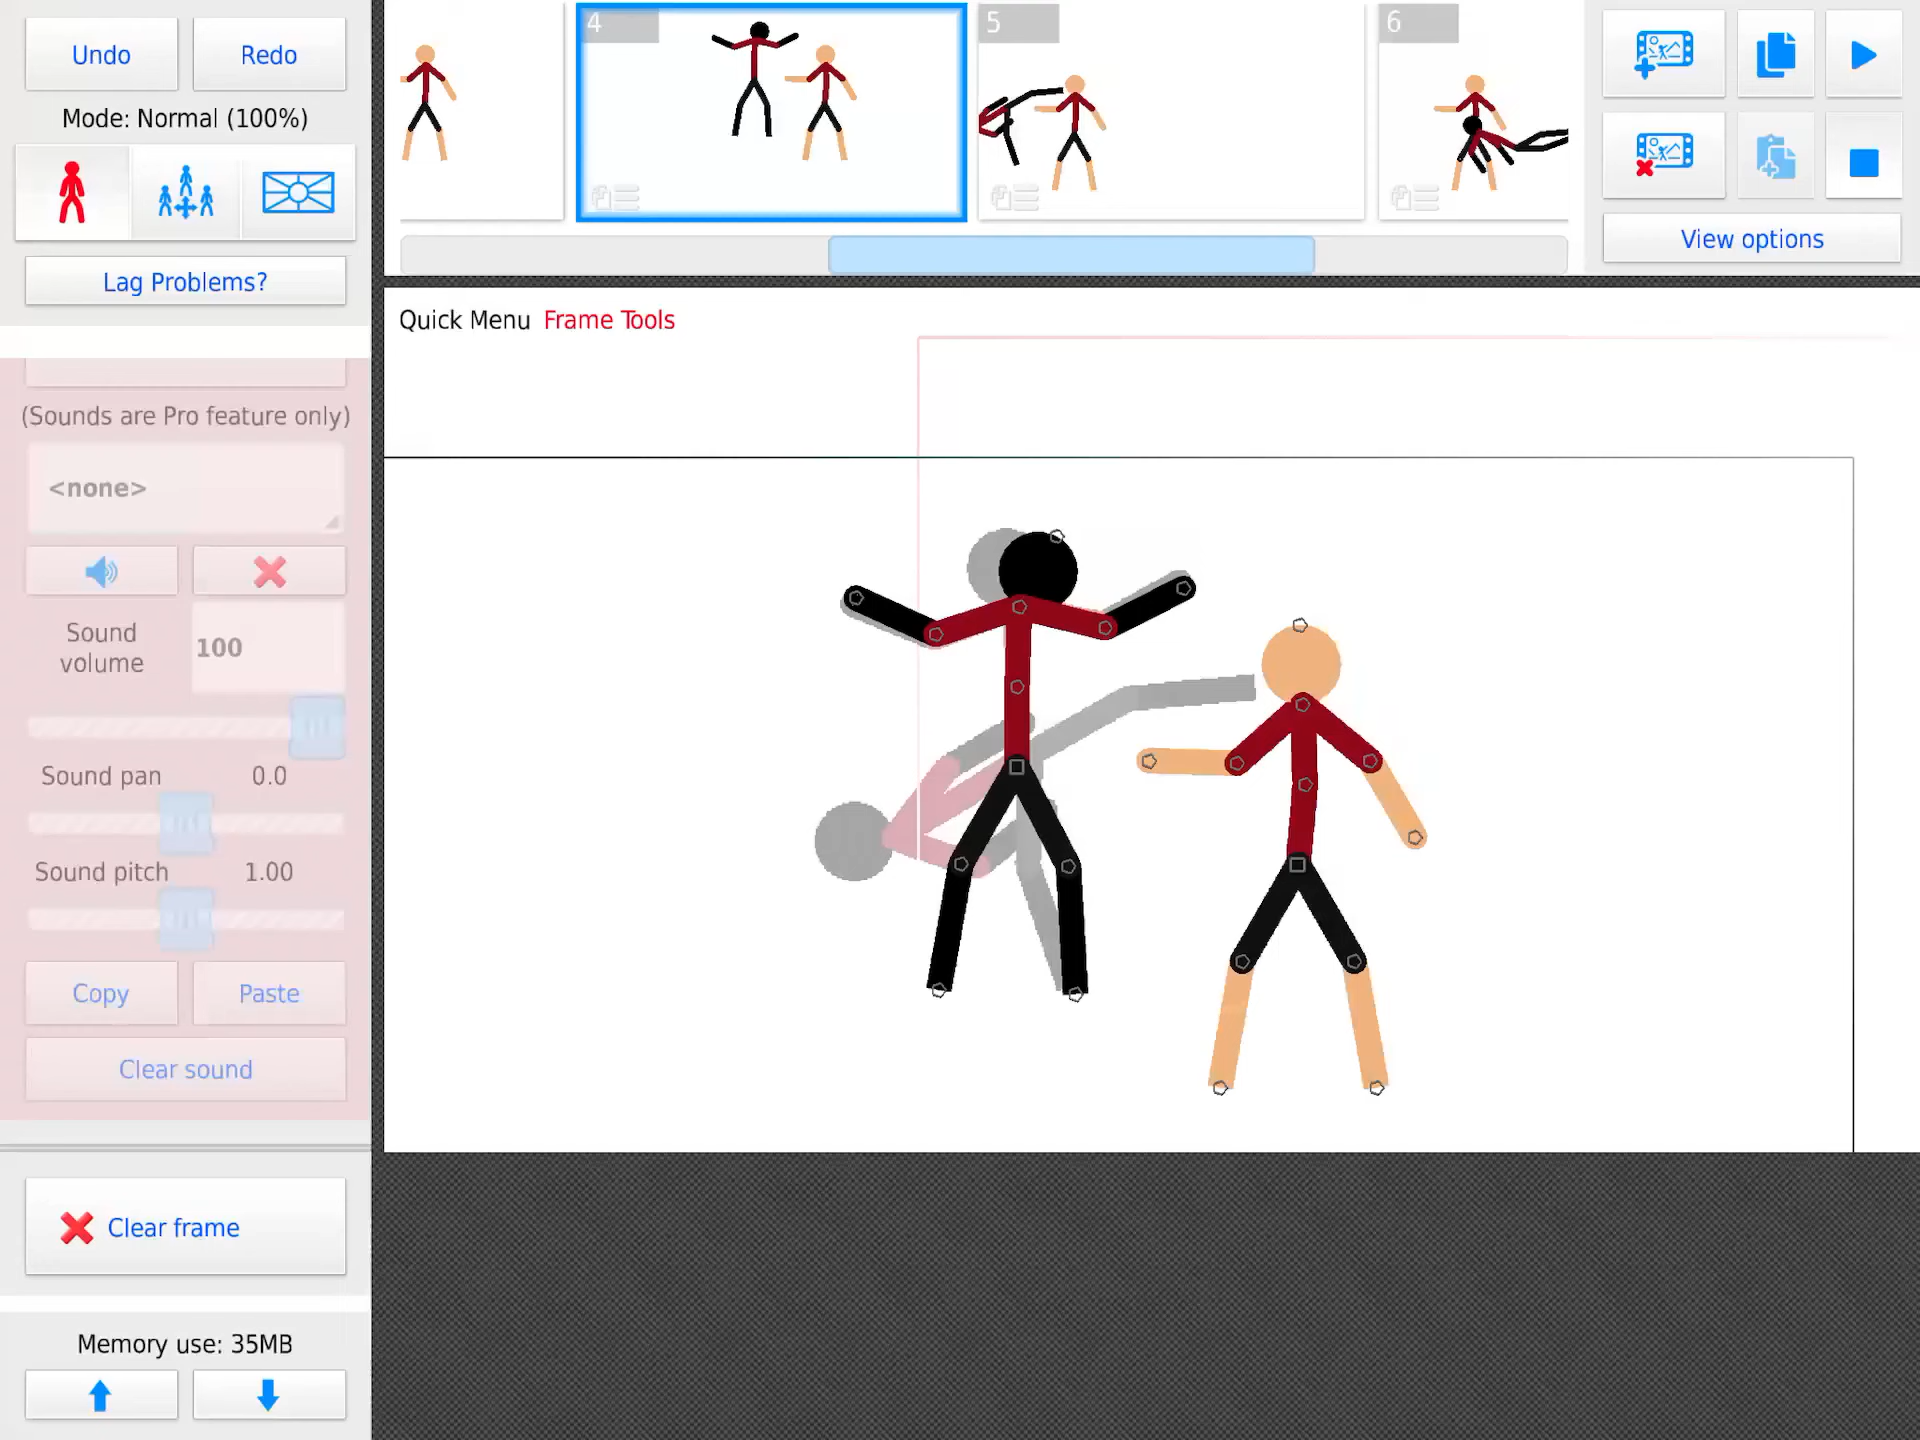 Undo
Redo
Mode: Normal (100%)
Lag Problems?
(Sounds are Pro feature only)
<none>
Sound volume
100
Sound pan
0.0
Sound pitch
1.00
Copy
Paste
Clear sound
Clear frame
Memory use: 35MB
4
5
6
View options
Quick Menu
Frame Tools